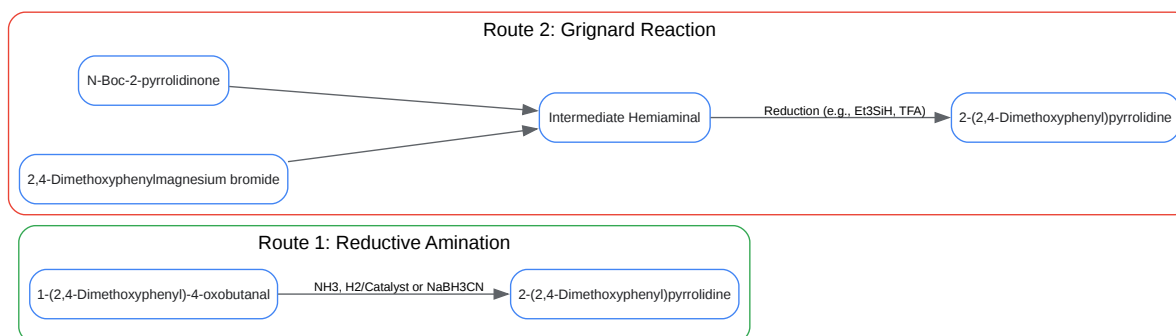 Route 2: Grignard Reaction
N-Boc-2-pyrrolidinone
2,4-Dimethoxyphenylmagnesium bromide
Intermediate Hemiaminal
Reduction (e.g., Et3SiH, TFA)
2-(2,4-Dimethoxyphenyl)pyrrolidine
Route 1: Reductive Amination
1-(2,4-Dimethoxyphenyl)-4-oxobutanal
NH3, H2/Catalyst or NaBH3CN
2-(2,4-Dimethoxyphenyl)pyrrolidine